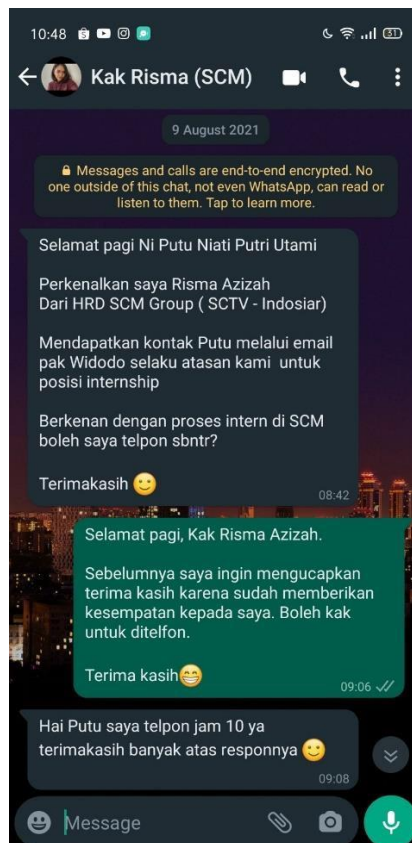 10:48
31
Kak Risma (SCM)
9 August 2021
Messages and calls are end-to-end encrypted. No
one outside of this chat, not even WhatsApp, can read or
listen to them. Tap to learn more.
Selamat pagi Ni Putu Niati Putri Utami
Perkenalkan saya Risma Azizah
Dari HRD SCM Group ( SCTV - Indosiar)
Mendapatkan kontak Putu melalui email
pak Widodo selaku atasan kami  untuk
posisi internship
Berkenan dengan proses intern di SCM
boleh saya telpon sbntr?
Terimakasih 🙂
08:42
Selamat pagi, Kak Risma Azizah.
Sebelumnya saya ingin mengucapkan
terima kasih karena sudah memberikan
kesempatan kepada saya. Boleh kak
untuk ditelfon.
Terima kasih😁
09:06
Hai Putu saya telpon jam 10 ya
terimakasih banyak atas responnya 🙂
09:08
Message